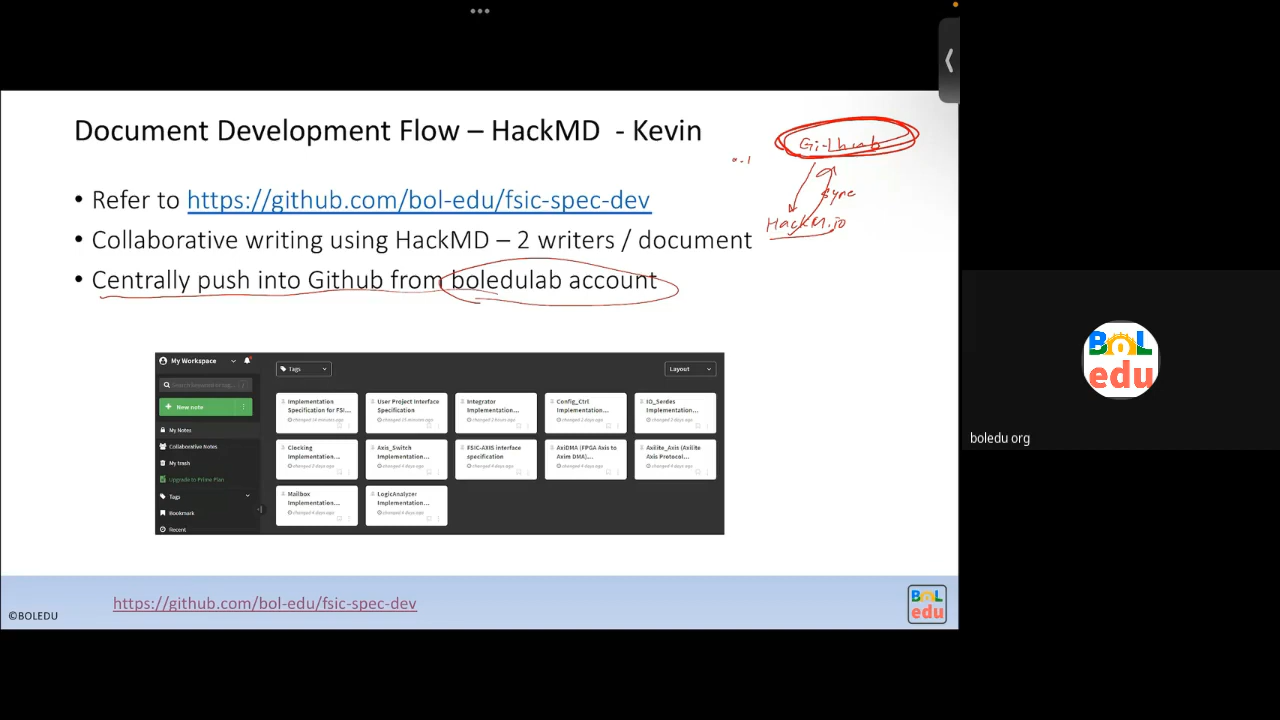 Document Development Flow – HackMD - Kevin
Github
Sync
HackM.io
• Refer to https://github.com/bol-edu/fsic-spec-dev
• Collaborative writing using HackMD – 2 writers / document
• Centrally push into Github from boledulab account
My Workspace
Tags
Layout
New note
My Notes
Collaborative Notes
My trash
Upgrade to Prime Plan
Tags
Bookmark
Recent
Implementation
Specification for FSI...
User Project Interface
Specification
Integrator
Implementation...
Config_Ctrl
Implementation...
IO_Serdes
Implementation...
Clocking
Implementation...
Axis_Switch
Implementation...
FSIC-AXIS interface
specification
AxiDMA (FPGA Axis to
Axim DMA)...
Axilite_Axis (Axilite
Axis Protocol...
Mailbox
Implementation...
LogicAnalyzer
Implementation...
https://github.com/bol-edu/fsic-spec-dev
©BOLEDU
BOL
edu
BOL
edu
boledu org